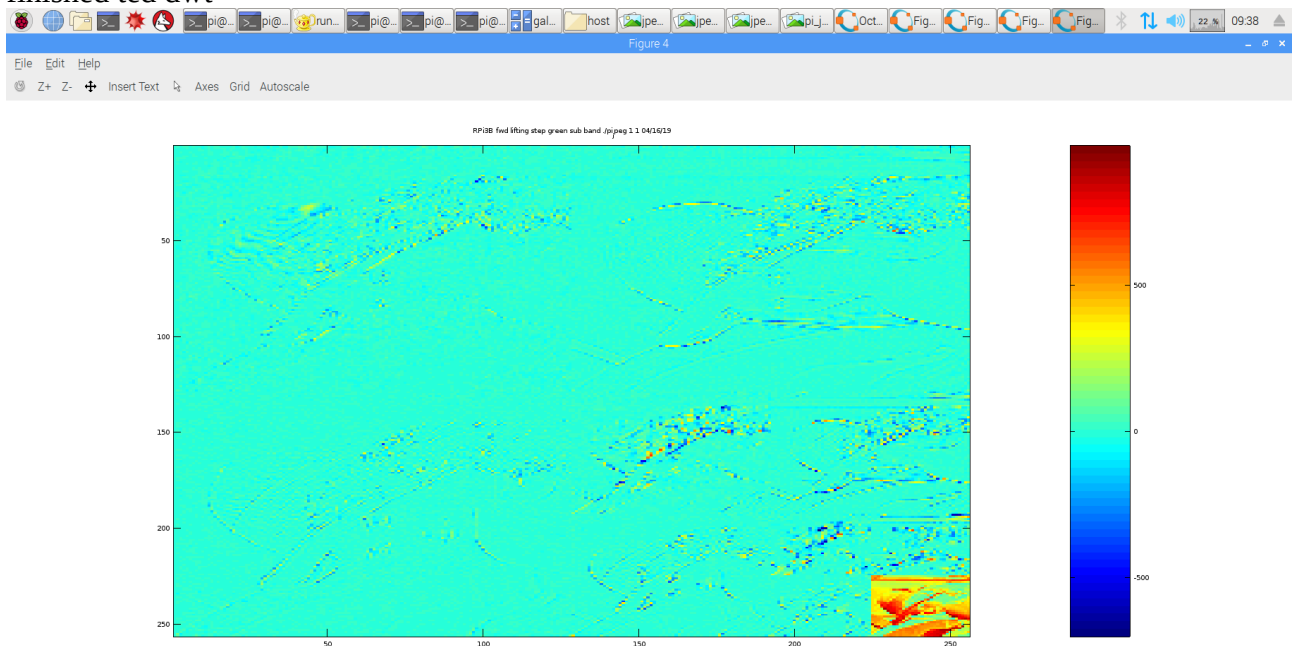 finished ted dwt
pi@... pi@... run... pi@... pi@... pi@... gal... host jpe... jpe... jpe... pi_j... Oct... Fig... Fig... Fig... Fig... 22 % 09:38
Figure 4
File Edit Help
Z+ Z- Insert Text Axes Grid Autoscale
RPi3B fwd lifting step green sub band ./pijpeg 1 1 04/16/19
50
100
150
200
250
50 100 150 200 250
500
0
-500